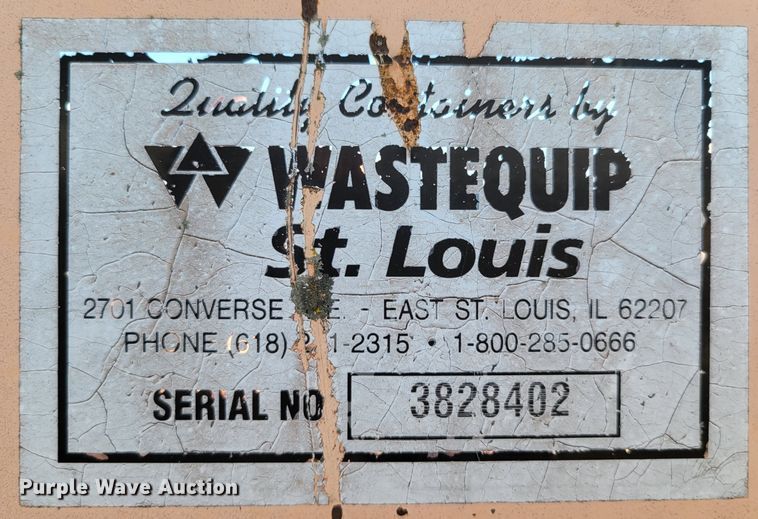 Quality Containers by
WASTEQUIP
St. Louis
2701 CONVERSE - EAST ST. LOUIS, IL 62207
PHONE (618) -2315 • 1-800-285-0666
SERIAL NO 3828402
Purple Wave Auction